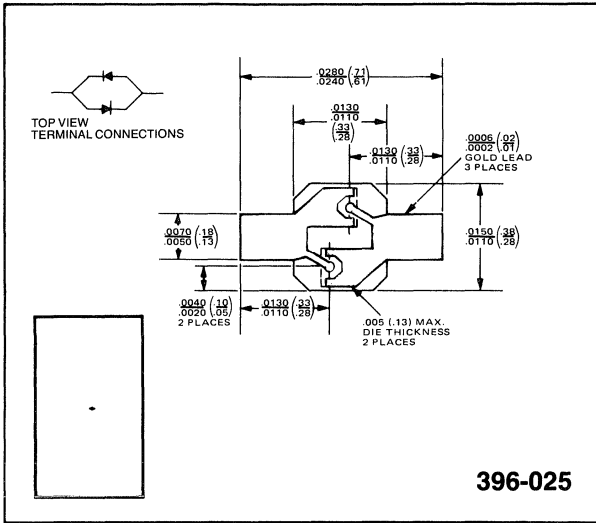 .0280 (.71
.0240 (.61)
TOP VIEW
TERMINAL CONNECTIONS
.0130
.0110
(.33
.28)
.0130 (.33
.0110 (.28)
.0006 (.02
.0002 (.01)
GOLD LEAD
3 PLACES
.0070 (.18
.0050 (.13)
.0150 (.38
.0110 (.28)
.0040 (.10
.0020 (.05)
2 PLACES
.0130 (.33
.0110 (.28)
.005 (.13) MAX.
DIE THICKNESS
2 PLACES
396-025